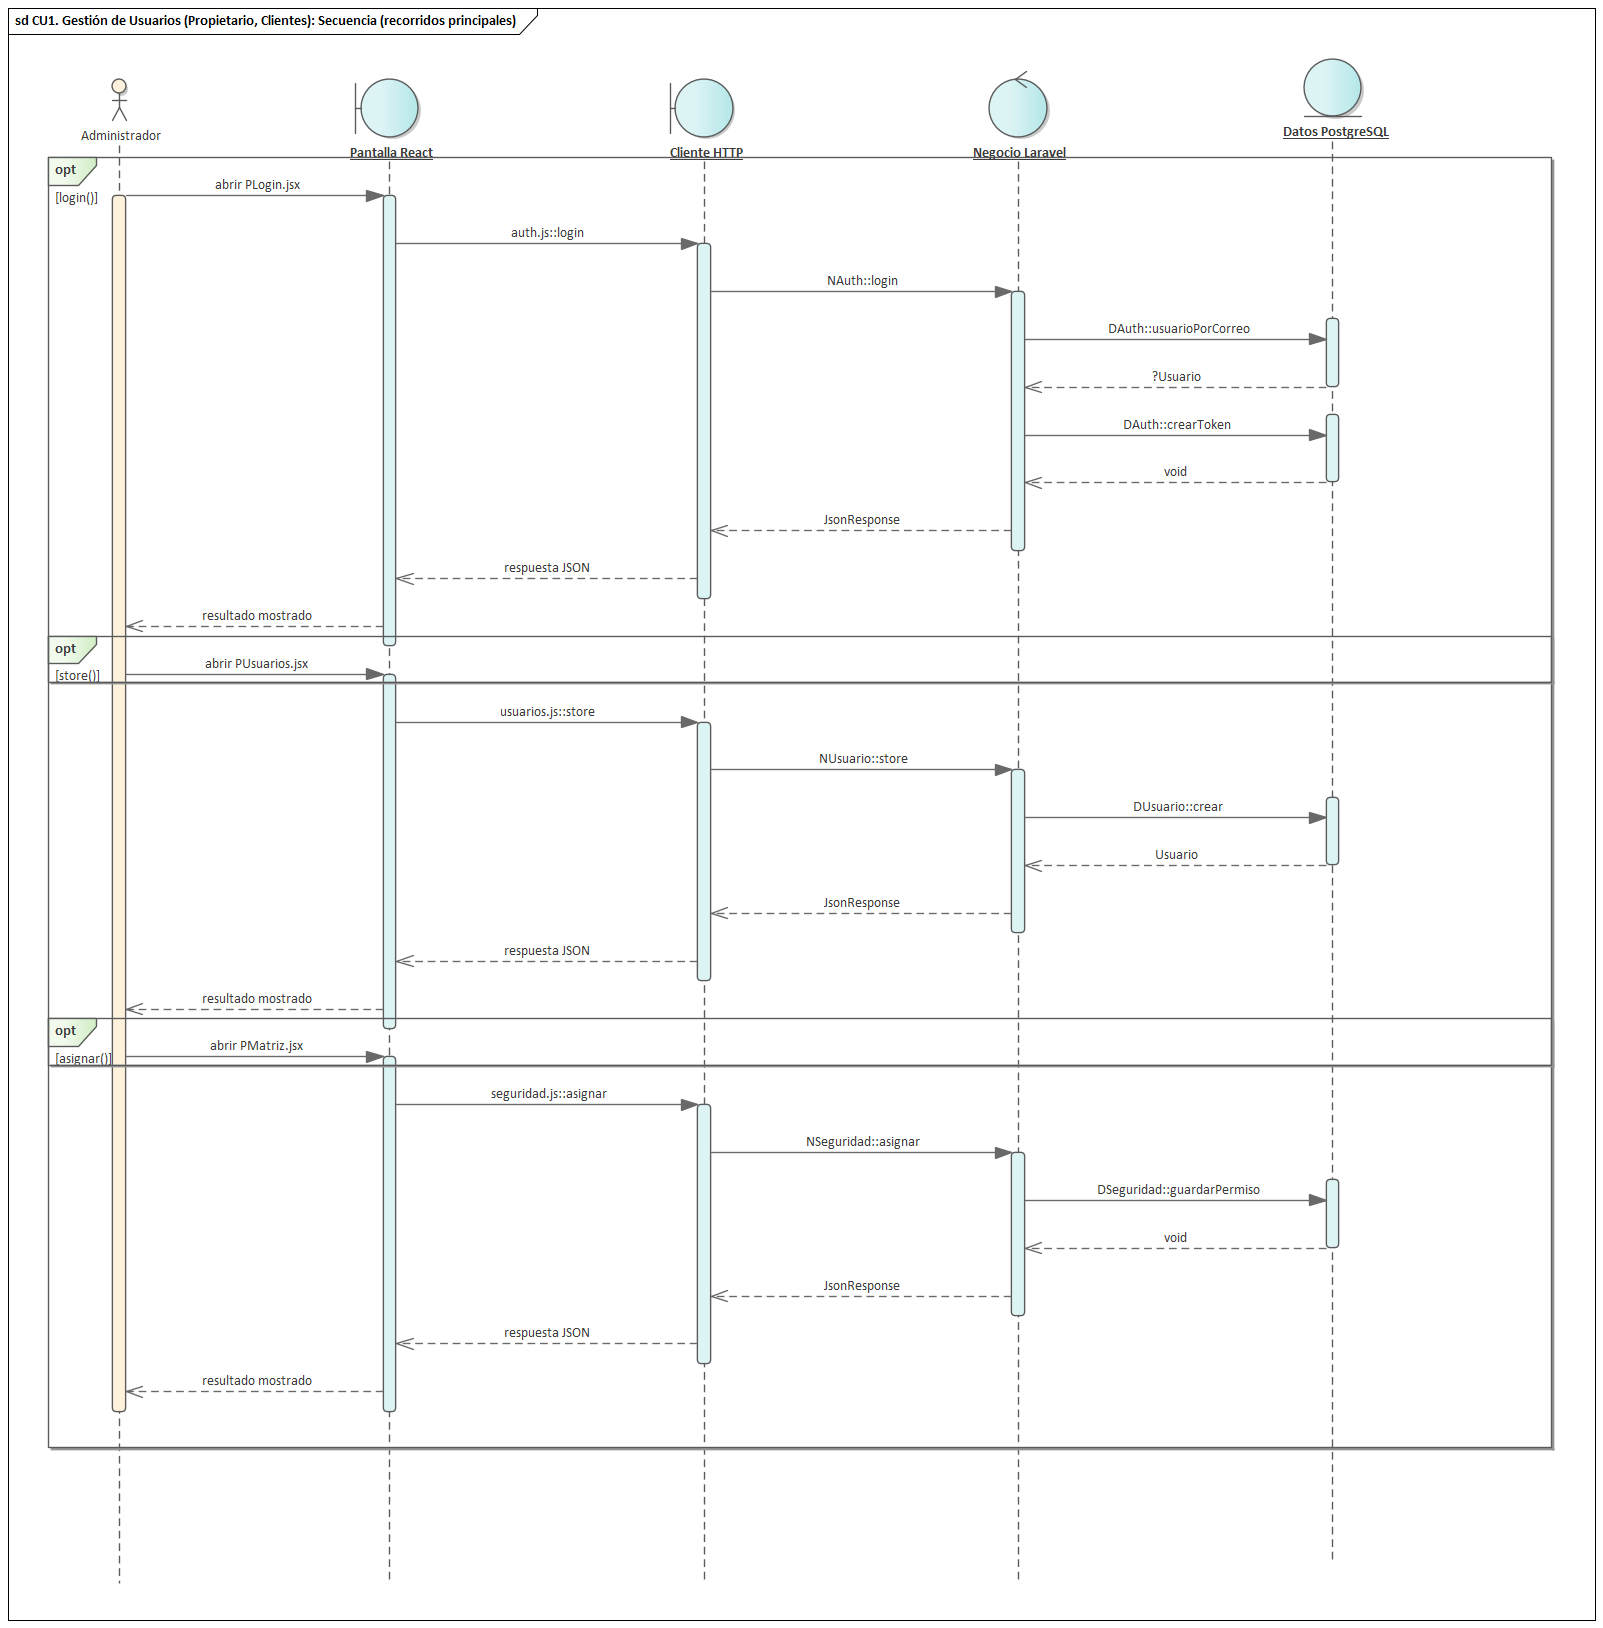 sd CU1. Gestión de Usuarios (Propietario, Clientes): Secuencia (recorridos principales)
Administrador
Pantalla React
Cliente HTTP
Negocio Laravel
Datos PostgreSQL
opt
[login()]
abrir PLogin.jsx
auth.js::login
NAuth::login
DAuth::usuarioPorCorreo
?Usuario
DAuth::crearToken
void
JsonResponse
respuesta JSON
resultado mostrado
opt
[store()]
abrir PUsuarios.jsx
usuarios.js::store
NUsuario::store
DUsuario::crear
Usuario
JsonResponse
respuesta JSON
resultado mostrado
opt
[asignar()]
abrir PMatriz.jsx
seguridad.js::asignar
NSeguridad::asignar
DSeguridad::guardarPermiso
void
JsonResponse
respuesta JSON
resultado mostrado